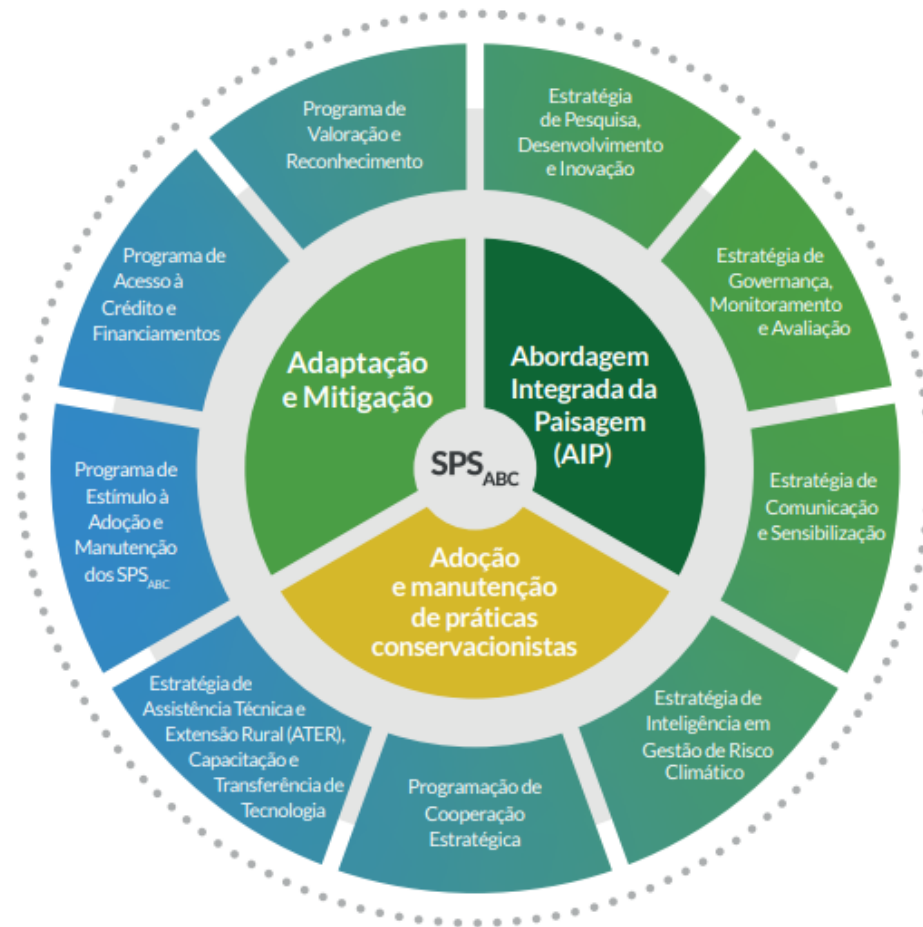 Programa de
Valoração e
Reconhecimento
Estratégia
de Pesquisa,
Desenvolvimento
e Inovação
Estratégia de
Governança,
Monitoramento
e Avaliação
Estratégia de
Comunicação
e Sensibilização
Estratégia de
Inteligência em
Gestão de Risco
Climático
Programação de
Cooperação
Estratégica
Estratégia de
Assistência Técnica e
Extensão Rural (ATER),
Capacitação e
Transferência de
Tecnologia
Programa de
Estímulo à
Adoção e
Manutenção
dos SPSABC
Programa de
Acesso à
Crédito e
Financiamentos
Adaptação
e Mitigação
Abordagem
Integrada da
Paisagem
(AIP)
SPSABC
Adoção
e manutenção
de práticas
conservacionistas